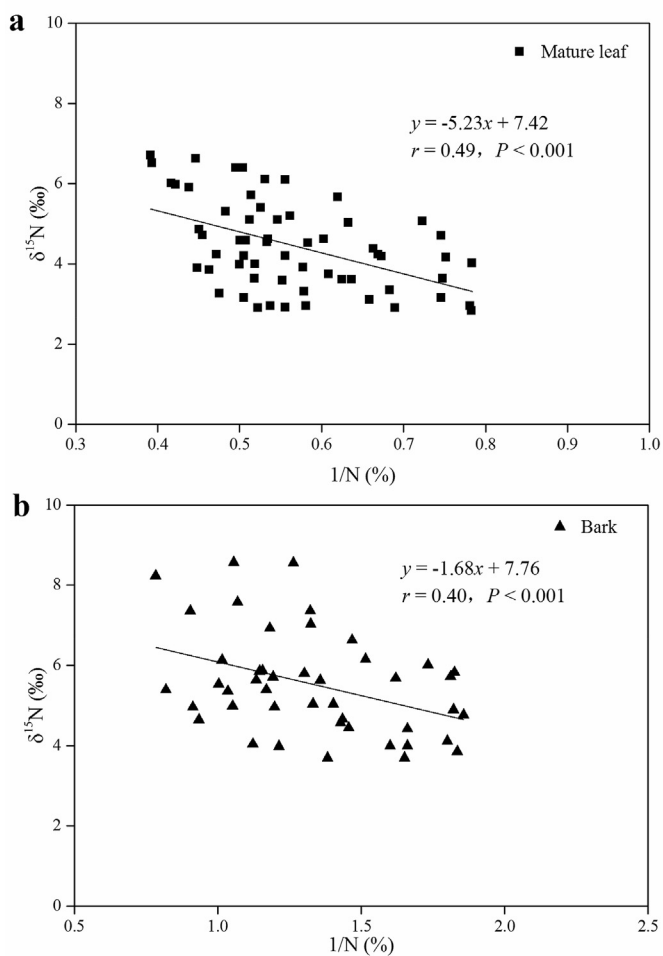 a
10
8
6
4
2
0
δ¹⁵N (‰)
Mature leaf
y = -5.23x + 7.42
r = 0.49, P < 0.001
0.3 0.4 0.5 0.6 0.7 0.8 0.9 1.0
1/N (%)
b
10
8
6
4
2
0
δ¹⁵N (‰)
Bark
y = -1.68x + 7.76
r = 0.40, P < 0.001
0.5 1.0 1.5 2.0 2.5
1/N (%)